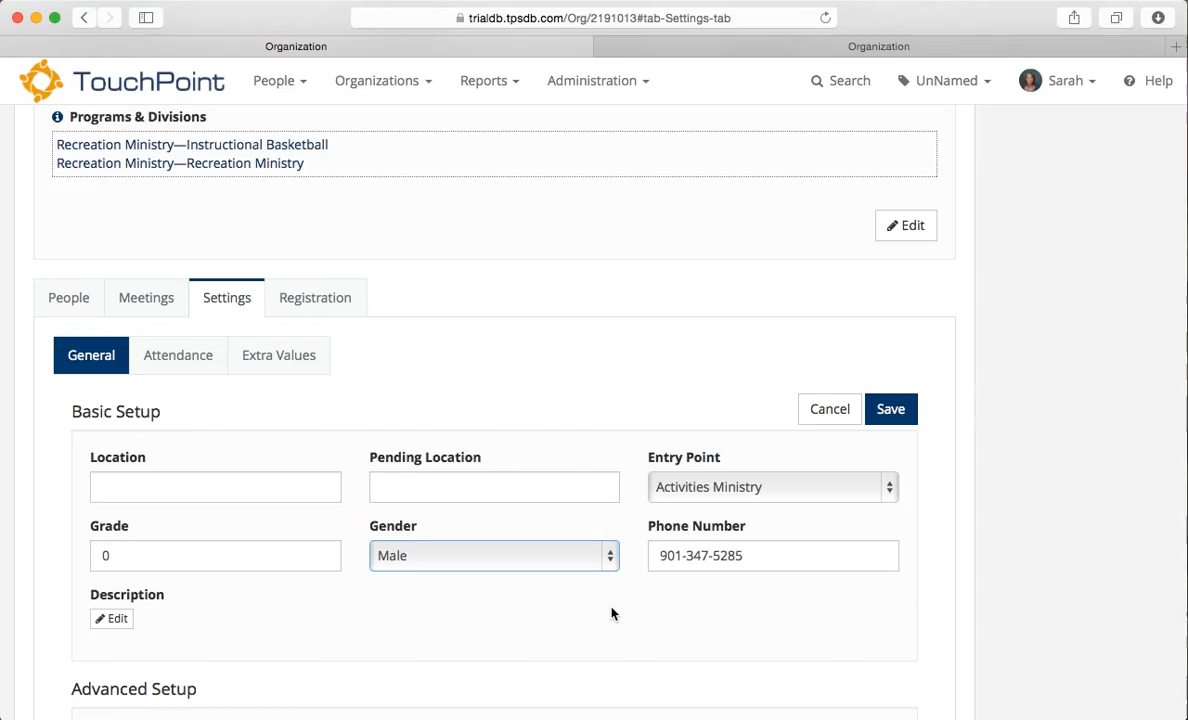 trialdb.tpsdb.com/Org/2191013#tab-Settings-tab
Organization
Organization
TouchPoint
People
Organizations
Reports
Administration
Search
UnNamed
Sarah
Help
Programs & Divisions
Recreation Ministry—Instructional Basketball
Recreation Ministry—Recreation Ministry
Edit
People
Meetings
Settings
Registration
General
Attendance
Extra Values
Basic Setup
Cancel
Save
Location
Pending Location
Entry Point
Activities Ministry
Grade
Gender
Phone Number
0
Male
901-347-5285
Description
Edit
Advanced Setup